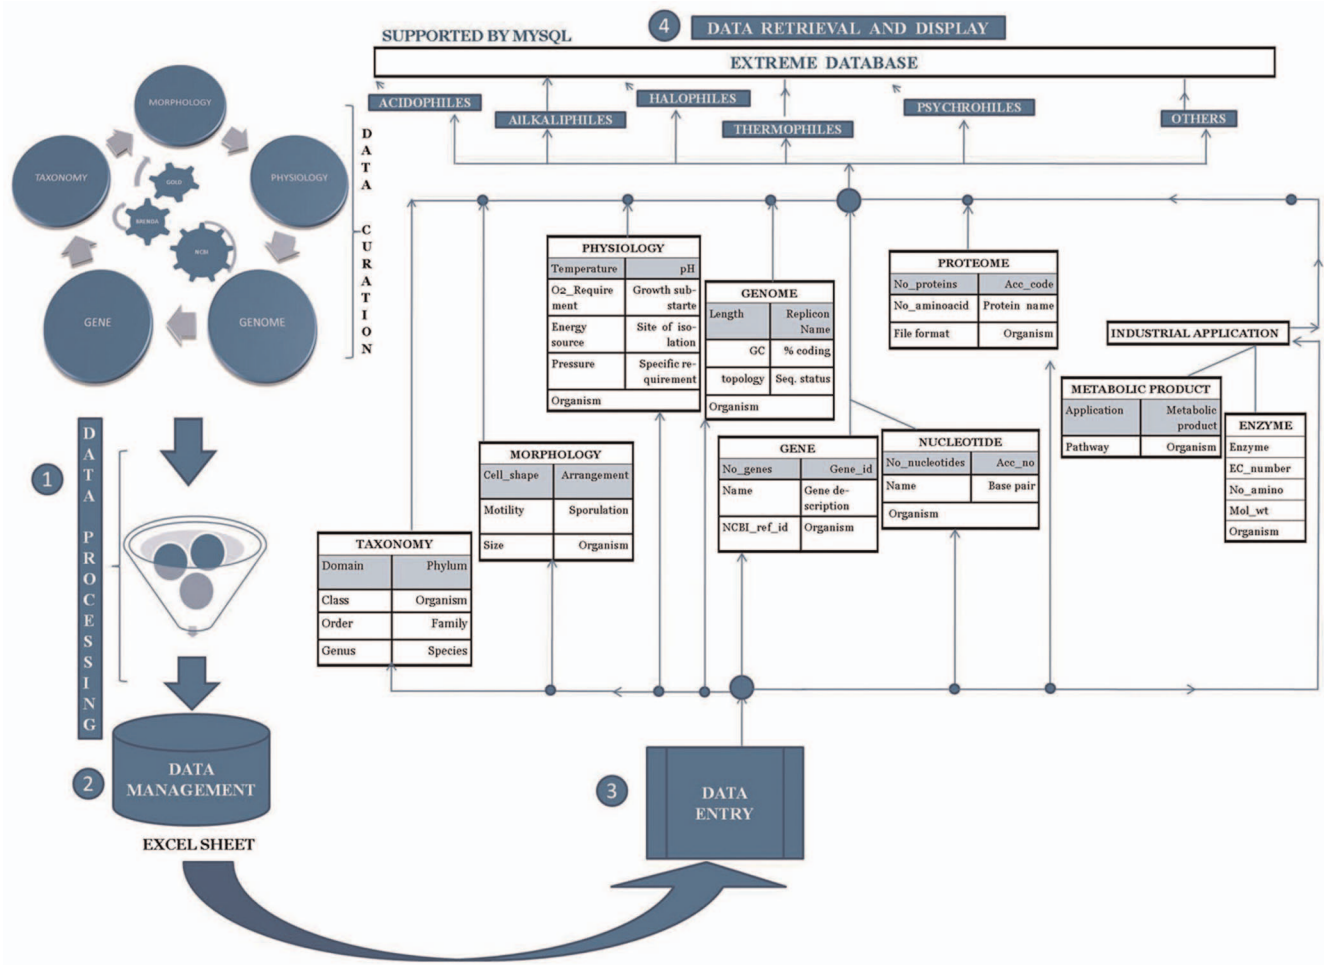 4
DATA RETRIEVAL AND DISPLAY
SUPPORTED BY MYSQL
EXTREME DATABASE
ACIDOPHILES
AlLKALIPHILES
HALOPHILES
THERMOPHILES
PSYCHROHILES
OTHERS
MORPHOLOGY
TAXONOMY
PHYSIOLOGY
GOLD
BRENDA
NCBI
GENE
GENOME
DATA CURATION
1
DATA PROCESSING
2
DATA
MANAGEMENT
EXCEL SHEET
3
DATA
ENTRY
PHYSIOLOGY
Temperature pH
O2_Require Growth sub-
ment starte
Energy Site of iso-
source lation
Pressure Specific re-
quirement
Organism
GENOME
Length Replicon
Name
GC % coding
topology Seq. status
Organism
PROTEOME
No_proteins Acc_code
No_aminoacid Protein name
File format Organism
INDUSTRIAL APPLICATION
METABOLIC PRODUCT
Application Metabolic
product
Pathway Organism
ENZYME
Enzyme
EC_number
No_amino
Mol_wt
Organism
MORPHOLOGY
Cell_shape Arrangement
Motility Sporulation
Size Organism
GENE
No_genes Gene_id
Name Gene de-
scription
NCBI_ref_id Organism
NUCLEOTIDE
No_nucleotides Acc_no
Name Base pair
Organism
TAXONOMY
Domain Phylum
Class Organism
Order Family
Genus Species